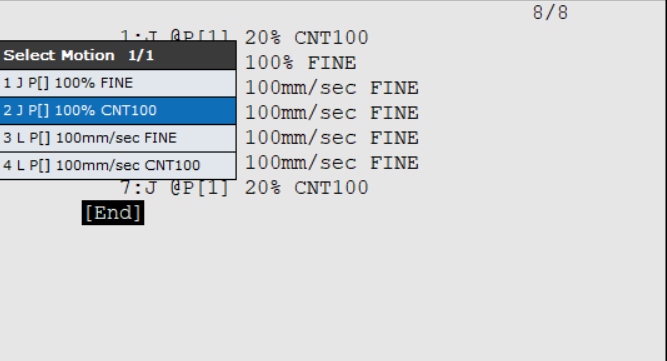 8/8
1:J @P[1] 20% CNT100
Select Motion 1/1
100% FINE
1 J P[] 100% FINE
100mm/sec FINE
2 J P[] 100% CNT100
100mm/sec FINE
3 L P[] 100mm/sec FINE
100mm/sec FINE
4 L P[] 100mm/sec CNT100
100mm/sec FINE
7:J @P[1] 20% CNT100
[End]